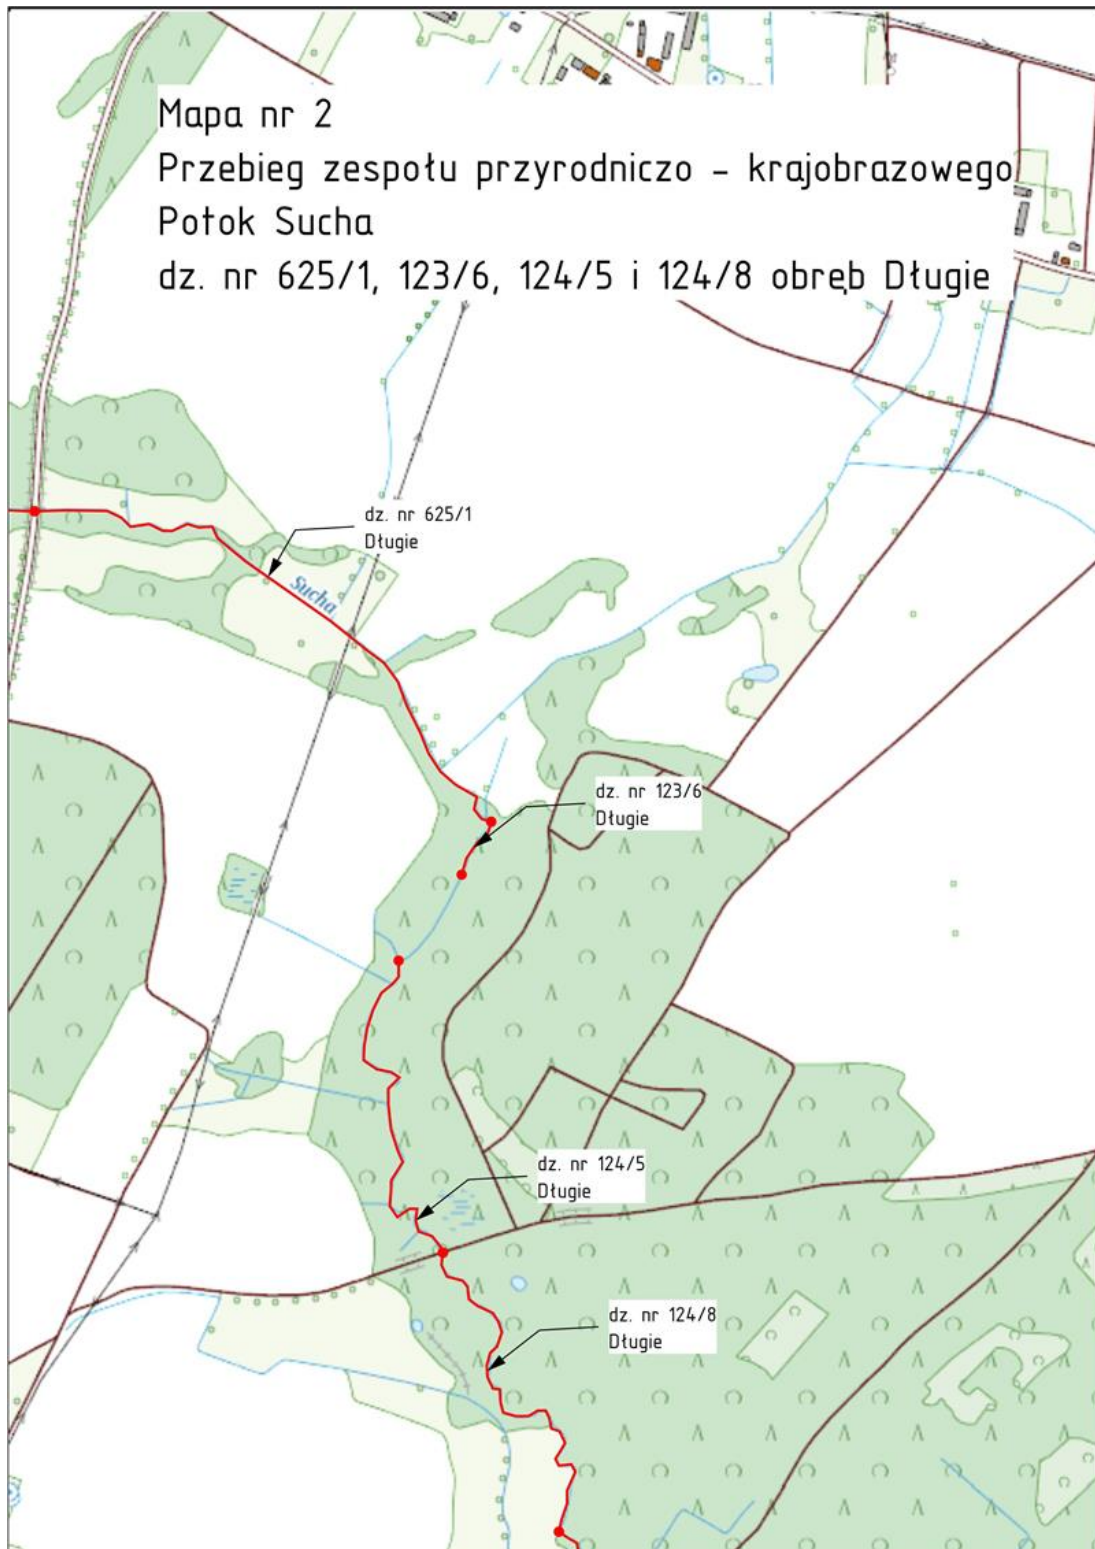 Mapa nr 2
Przebieg zespołu przyrodniczo - krajobrazowego
Potok Sucha
dz. nr 625/1, 123/6, 124/5 i 124/8 obręb Długie
dz. nr 625/1
Długie
Sucha
dz. nr 123/6
Długie
dz. nr 124/5
Długie
dz. nr 124/8
Długie